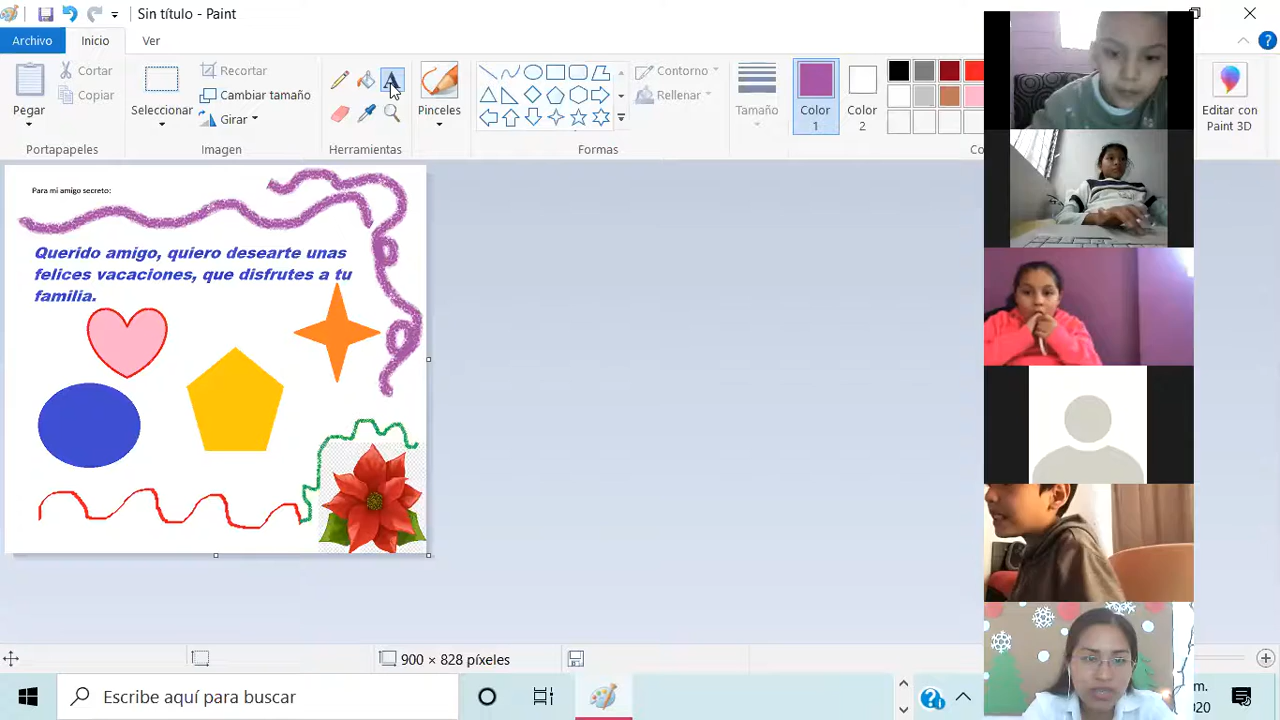 Sin título - Paint
Archivo Inicio Ver
Pegar
Cortar
Copiar
Portapapeles
Seleccionar
Recortar
Cambiar tamaño
Girar
Imagen
A
Herramientas
Pinceles
Contorno
Rellenar
Formas
Tamaño
Color
1
Color
2
Editar con
Paint 3D
Para mi amigo secreto:
Querido amigo, quiero desearte unas
felices vacaciones, que disfrutes a tu
familia.
900 × 828 píxeles
Escribe aquí para buscar